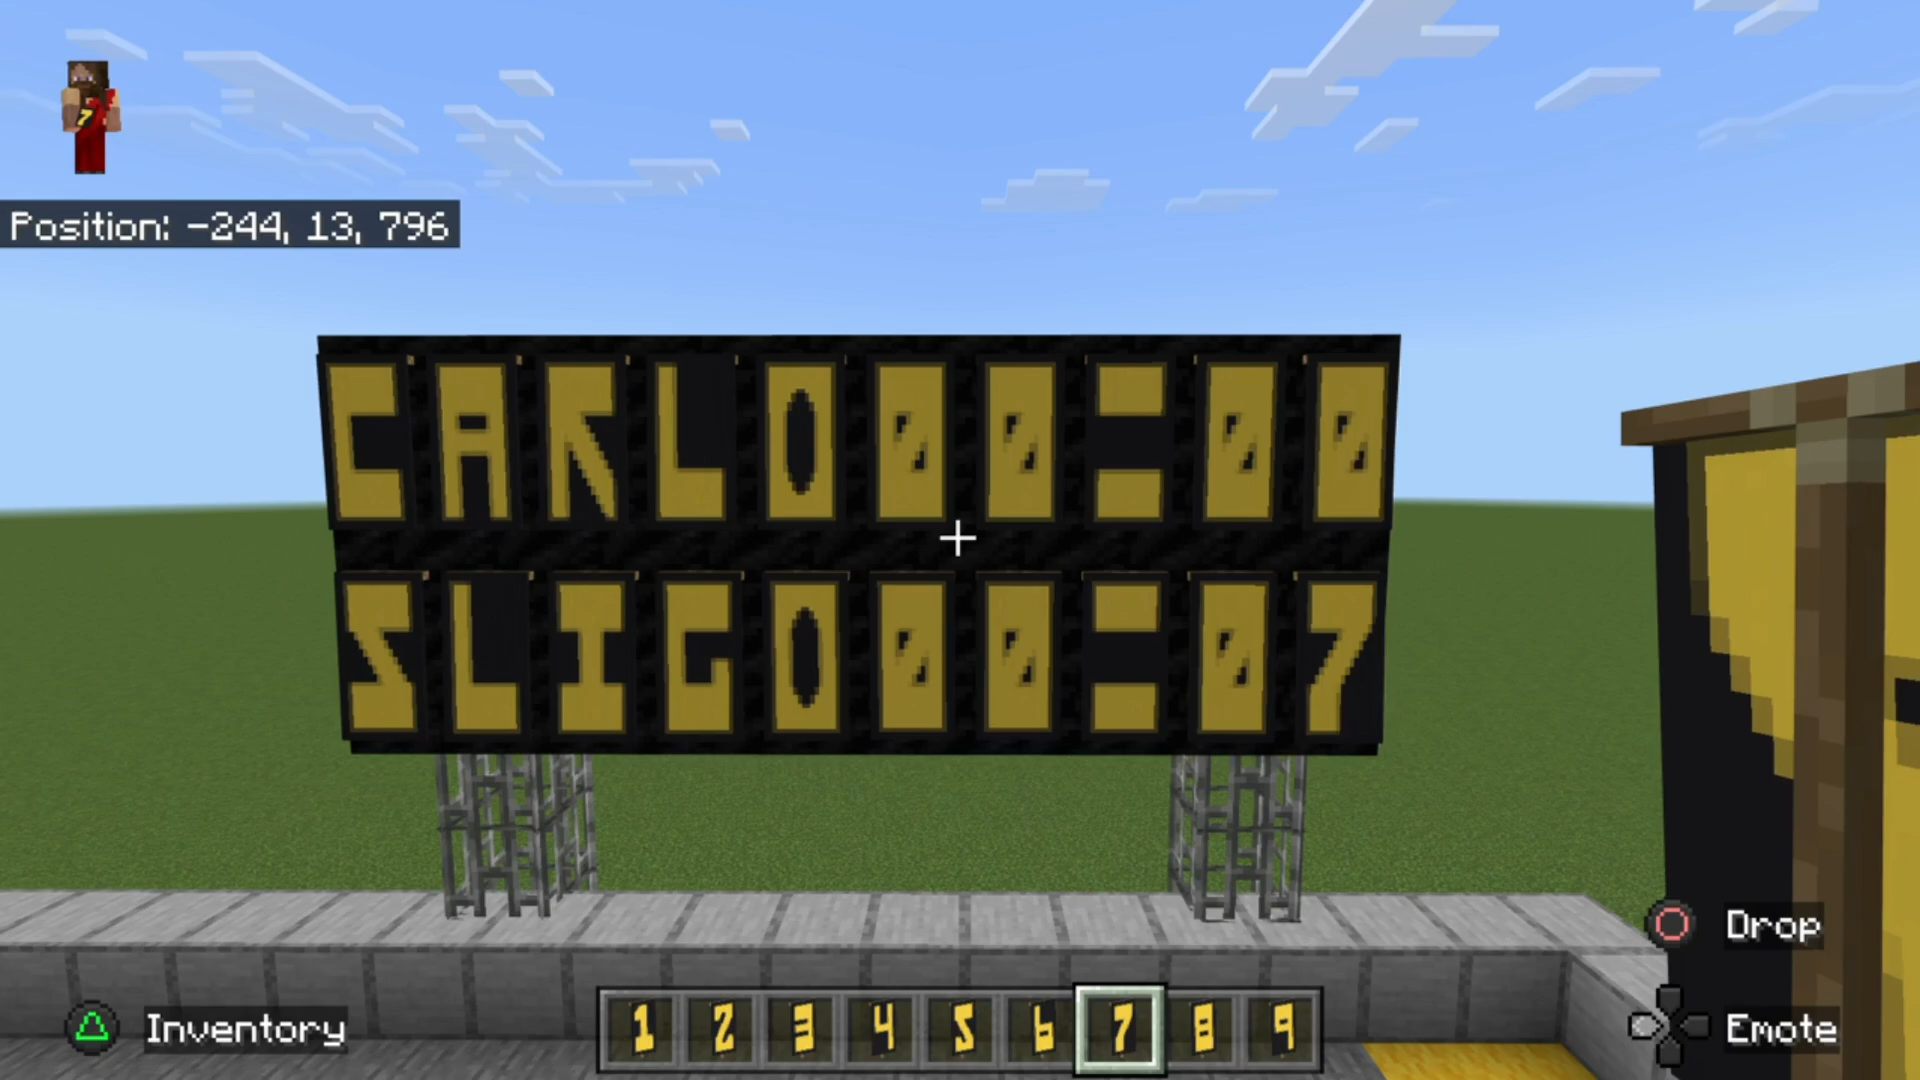 Position: -244, 13, 796
CARLO00:00
SLIGO00:07
Drop
Inventory
1 2 3 4 5 6 7 8 9
Emote